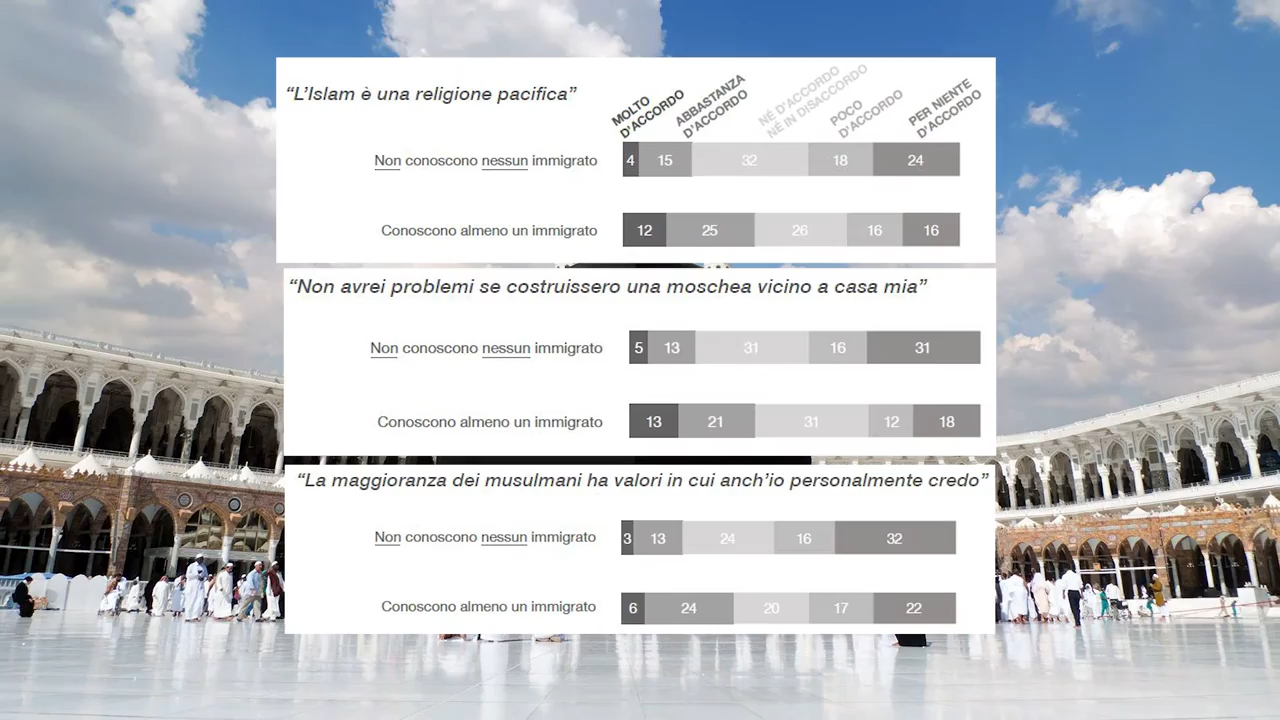 “L’Islam è una religione pacifica”
MOLTO
D’ACCORDO
ABBASTANZA
D’ACCORDO
NÉ D’ACCORDO
NÉ IN DISACCORDO
POCO
D’ACCORDO
PER NIENTE
D’ACCORDO
Non conoscono nessun immigrato 4 15 32 18 24
Conoscono almeno un immigrato 12 25 26 16 16
“Non avrei problemi se costruissero una moschea vicino a casa mia”
Non conoscono nessun immigrato 5 13 31 16 31
Conoscono almeno un immigrato 13 21 31 12 18
“La maggioranza dei musulmani ha valori in cui anch’io personalmente credo”
Non conoscono nessun immigrato 3 13 24 16 32
Conoscono almeno un immigrato 6 24 20 17 22